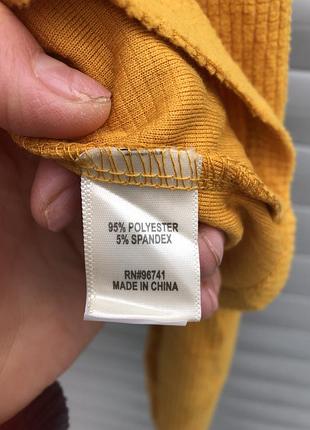 95% POLYESTER
5% SPANDEX
RN#96741
MADE IN CHINA